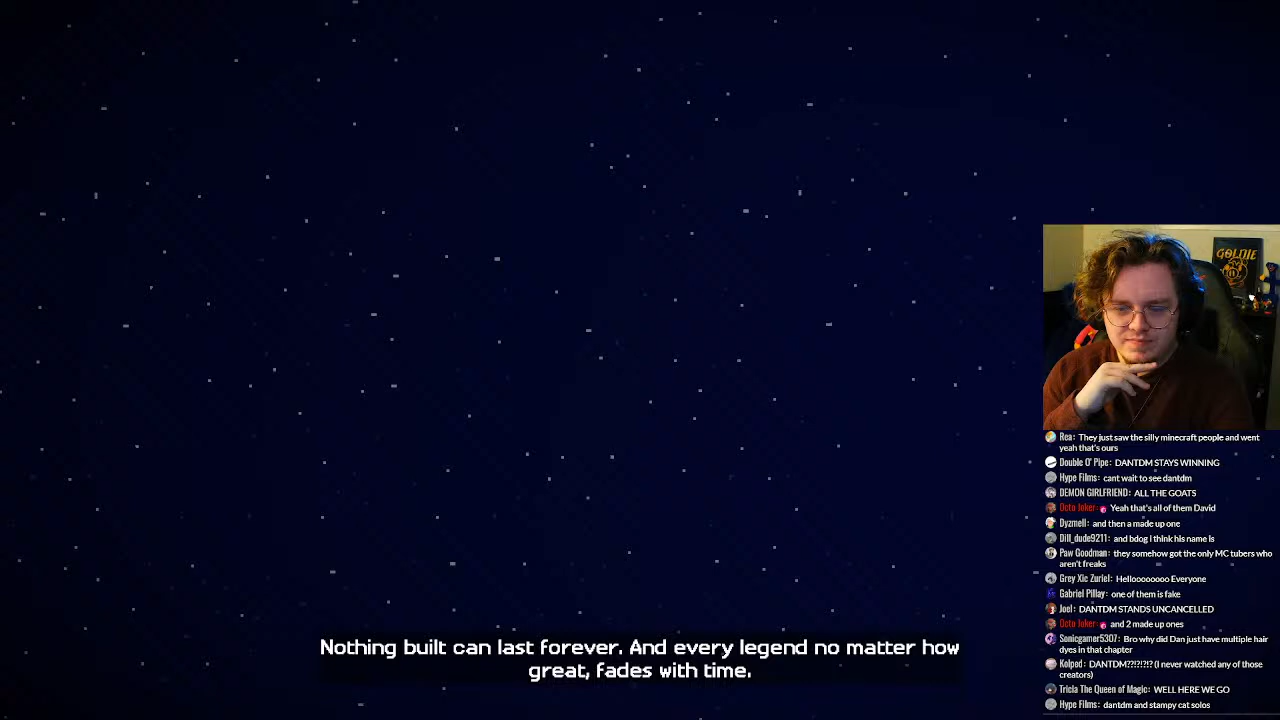 GOLDIE
Rea: They just saw the silly minecraft people and went
yeah that's ours
Double O' Pipe: DANTDM STAYS WINNING
Hype Films: cant wait to see dantdm
DEMON GIRLFRIEND: ALL THE GOATS
Octo Joker: Yeah that's all of them David
Dyzmell: and then a made up one
Dill_dude9211: and bdog i think his name is
Paw Goodman: they somehow got the only MC tubers who
aren't freaks
Grey Xic Zuriel: Hellooooooo Everyone
Gabriel Pillay: one of them is fake
Joel: DANTDM STANDS UNCANCELLED
Octo Joker: and 2 made up ones
Sonicgamer5307: Bro why did Dan just have multiple hair
dyes in that chapter
Kolped: DANTDM??!?!?!? (I never watched any of those
creators)
Tricia The Queen of Magic: WELL HERE WE GO
Hype Films: dantdm and stampy cat solos
Nothing built can last forever. And every legend no matter how
great, fades with time.